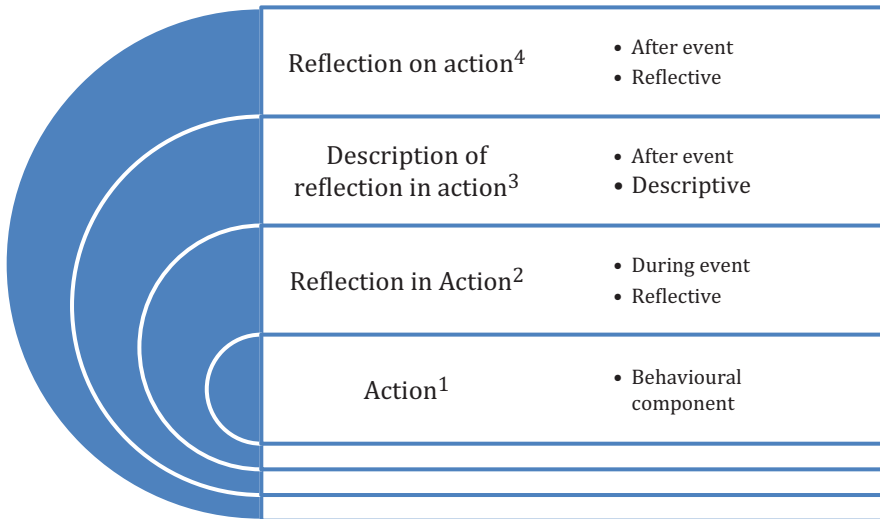 Reflection on action⁴
• After event
• Reflective
Description of
reflection in action³
• After event
• Descriptive
Reflection in Action²
• During event
• Reflective
Action¹
• Behavioural
component